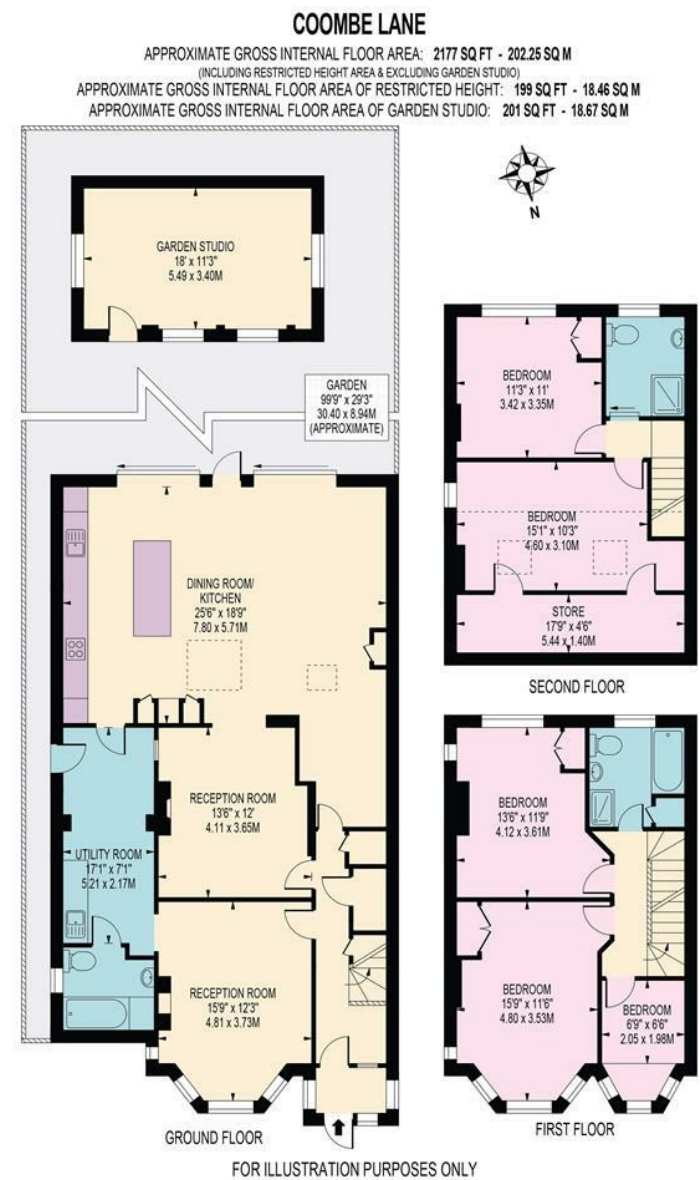 COOMBE LANE
APPROXIMATE GROSS INTERNAL FLOOR AREA: 2177 SQ FT - 202.25 SQ M
(INCLUDING RESTRICTED HEIGHT AREA & EXCLUDING GARDEN STUDIO)
APPROXIMATE GROSS INTERNAL FLOOR AREA OF RESTRICTED HEIGHT: 199 SQ FT - 18.46 SQ M
APPROXIMATE GROSS INTERNAL FLOOR AREA OF GARDEN STUDIO: 201 SQ FT - 18.67 SQ M
N
GARDEN STUDIO
18' x 11'3"
5.49 x 3.40M
GARDEN
99'9" x 29'3"
30.40 x 8.94M
(APPROXIMATE)
DINING ROOM/
KITCHEN
25'6" x 18'9"
7.80 x 5.71M
RECEPTION ROOM
13'6" x 12'
4.11 x 3.65M
UTILITY ROOM
17'1" x 7'1"
5.21 x 2.17M
RECEPTION ROOM
15'9" x 12'3"
4.81 x 3.73M
GROUND FLOOR
BEDROOM
11'3" x 11'
3.42 x 3.35M
BEDROOM
15'1" x 10'3"
4.60 x 3.10M
STORE
17'9" x 4'6"
5.44 x 1.40M
SECOND FLOOR
BEDROOM
13'6" x 11'9"
4.12 x 3.61M
BEDROOM
15'9" x 11'6"
4.80 x 3.53M
BEDROOM
6'9" x 6'6"
2.05 x 1.98M
FIRST FLOOR
FOR ILLUSTRATION PURPOSES ONLY